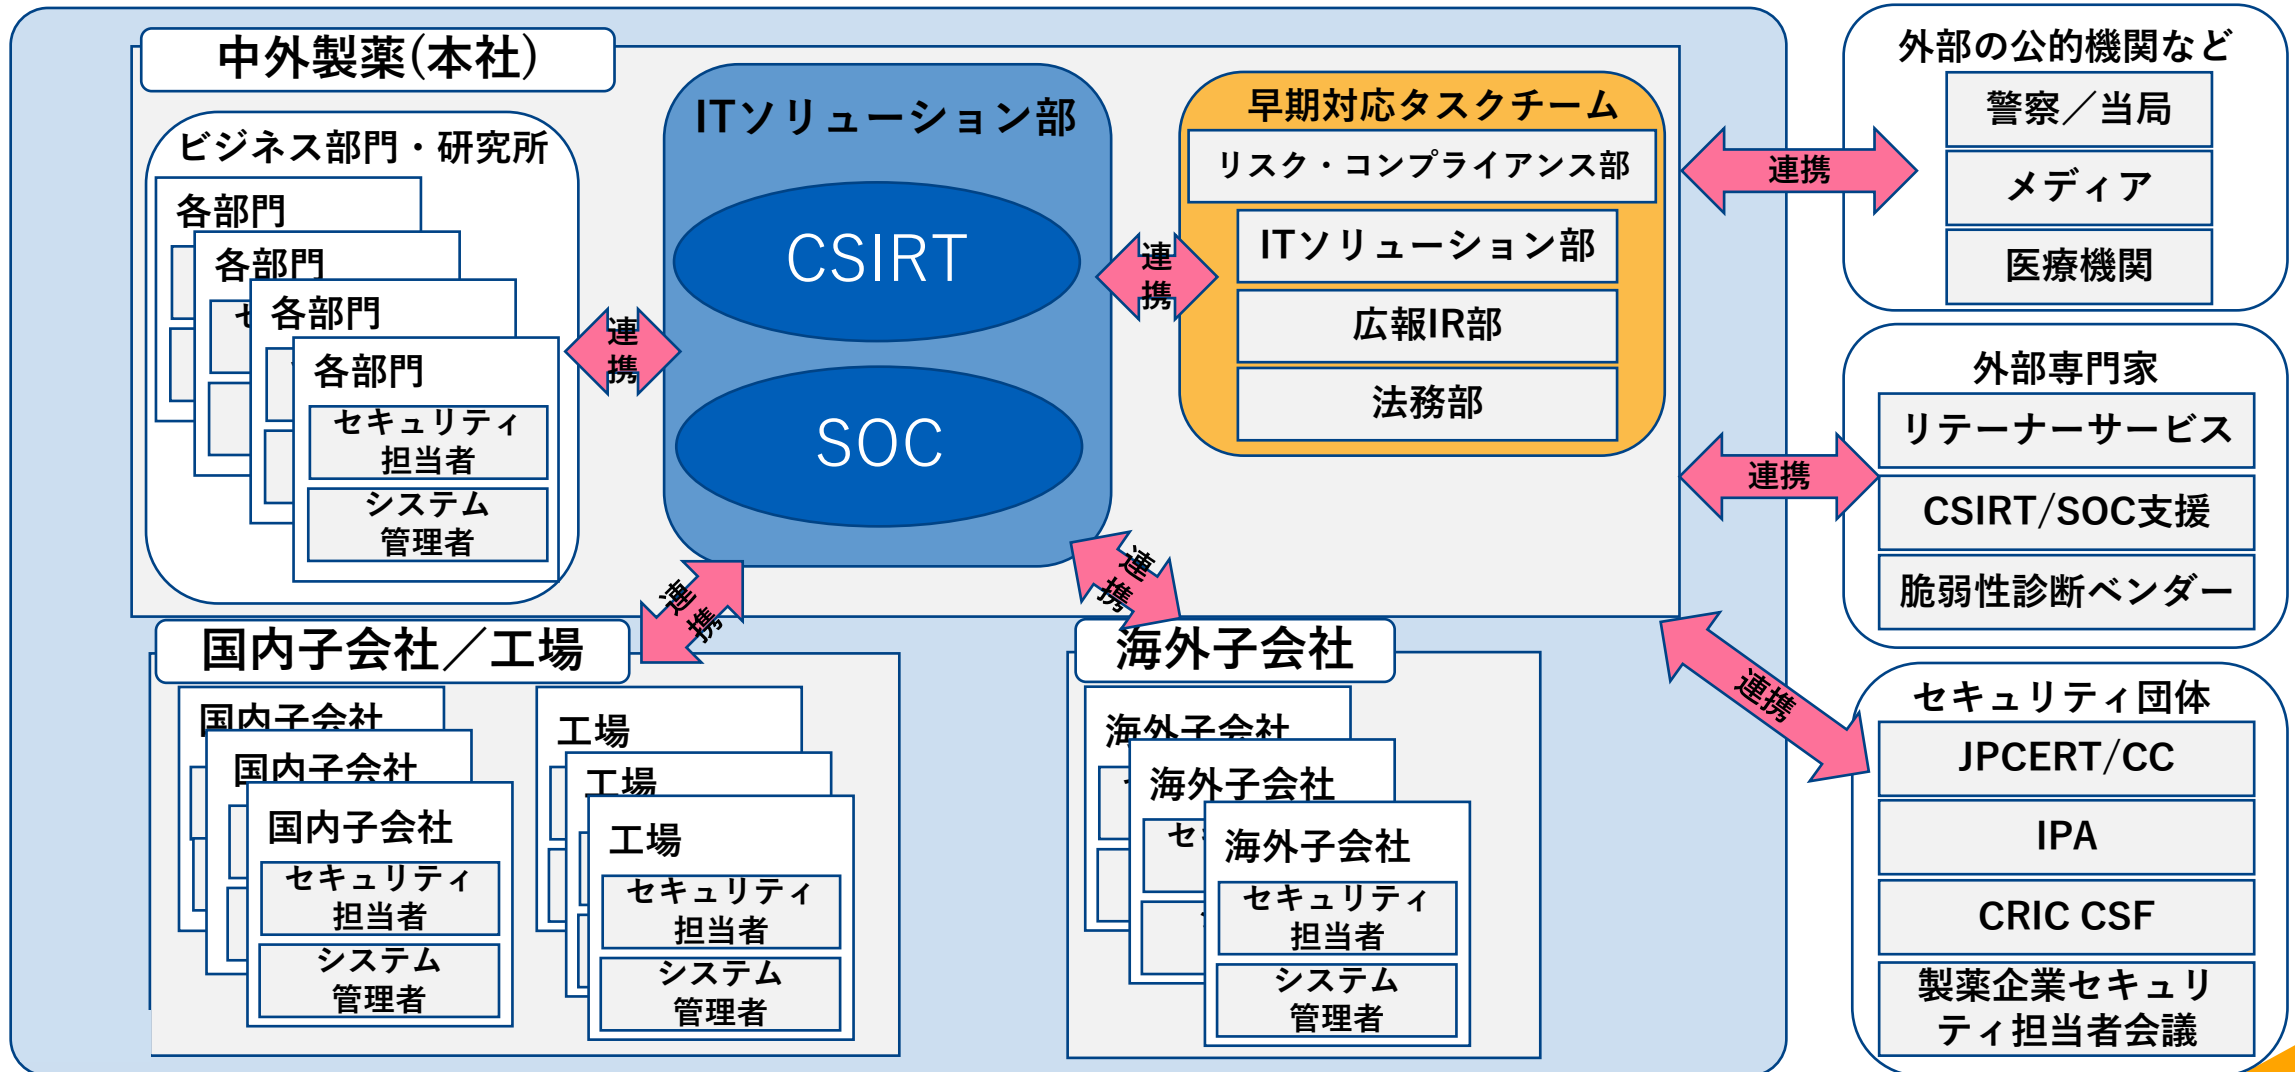 中外製薬(本社)
ビジネス部門・研究所
各部門
各部門
各部門
各部門
セキュリティ
担当者
システム
管理者
連
携
ITソリューション部
CSIRT
SOC
連
携
早期対応タスクチーム
リスク・コンプライアンス部
ITソリューション部
広報IR部
法務部
連
携
連
携
国内子会社／工場
国内子会社
国内子会社
国内子会社
セキュリティ
担当者
システム
管理者
工場
工場
工場
セキュリティ
担当者
システム
管理者
海外子会社
海外子会社
海外子会社
海外子会社
セキュリティ
担当者
システム
管理者
連携
外部の公的機関など
警察／当局
メディア
医療機関
連携
外部専門家
リテーナーサービス
CSIRT/SOC支援
脆弱性診断ベンダー
連携
セキュリティ団体
JPCERT/CC
IPA
CRIC CSF
製薬企業セキュリ
ティ担当者会議